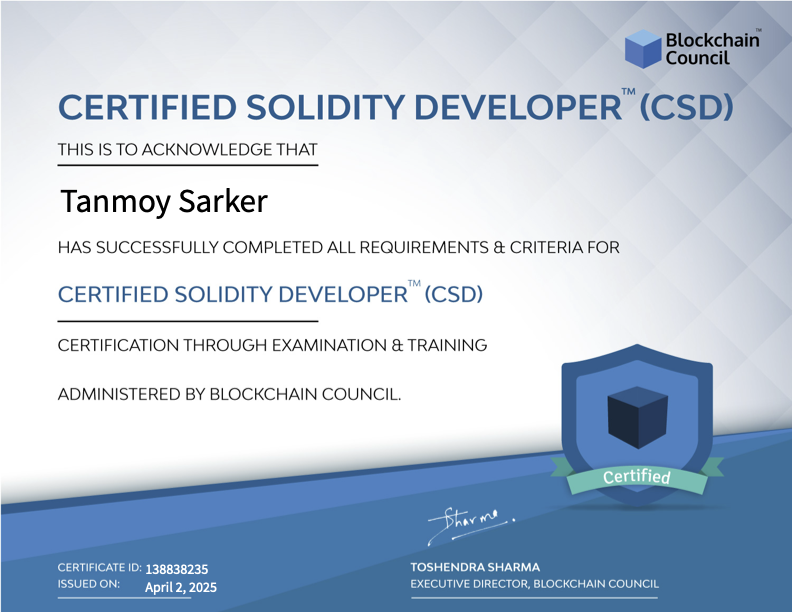 Blockchain™
Council
CERTIFIED SOLIDITY DEVELOPER™ (CSD)
THIS IS TO ACKNOWLEDGE THAT
Tanmoy Sarker
HAS SUCCESSFULLY COMPLETED ALL REQUIREMENTS & CRITERIA FOR
CERTIFIED SOLIDITY DEVELOPER™ (CSD)
CERTIFICATION THROUGH EXAMINATION & TRAINING
ADMINISTERED BY BLOCKCHAIN COUNCIL.
Certified
Sharma
CERTIFICATE ID: 138838235
ISSUED ON: April 2, 2025
TOSHENDRA SHARMA
EXECUTIVE DIRECTOR, BLOCKCHAIN COUNCIL